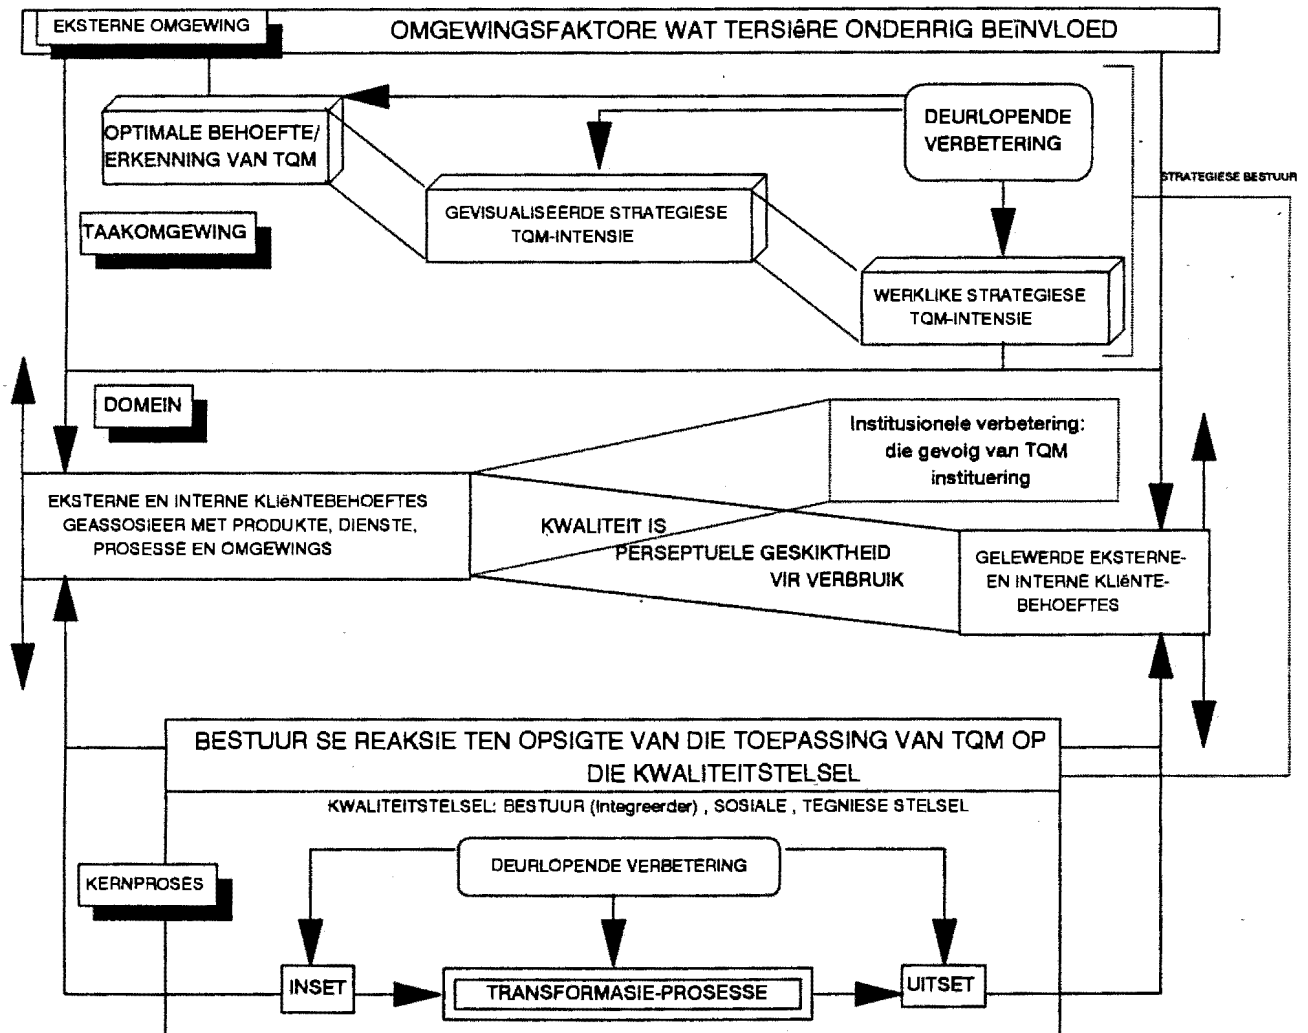 EKSTERNE OMGEWING
OMGEWINGSFAKTORE WAT TERSIêRE ONDERRIG BEÏNVLOED
OPTIMALE BEHOEFTE/
ERKENNING VAN TQM
DEURLOPENDE
VERBETERING
STRATEGIESE BESTUUR
GEVISUALISEERDE STRATEGIESE
TQM-INTENSIE
TAAKOMGEWING
WERKLIKE STRATEGIESE
TQM-INTENSIE
DOMEIN
Institusionele verbetering:
die gevolg van TQM
instituering
EKSTERNE EN INTERNE KLIëNTEBEHOEFTES
GEASSOSIEER MET PRODUKTE, DIENSTE,
PROSESSE EN OMGEWINGS
KWALITEIT IS
PERSEPTUELE GESKIKTHEID
VIR VERBRUIK
GELEWERDE EKSTERNE-
EN INTERNE KLIëNTE-
BEHOEFTES
BESTUUR SE REAKSIE TEN OPSIGTE VAN DIE TOEPASSING VAN TQM OP
DIE KWALITEITSTELSEL
KWALITEITSTELSEL: BESTUUR (Integreerder) , SOSIALE , TEGNIESE STELSEL
DEURLOPENDE VERBETERING
KERNPROSES
INSET
TRANSFORMASIE-PROSESSE
UITSET